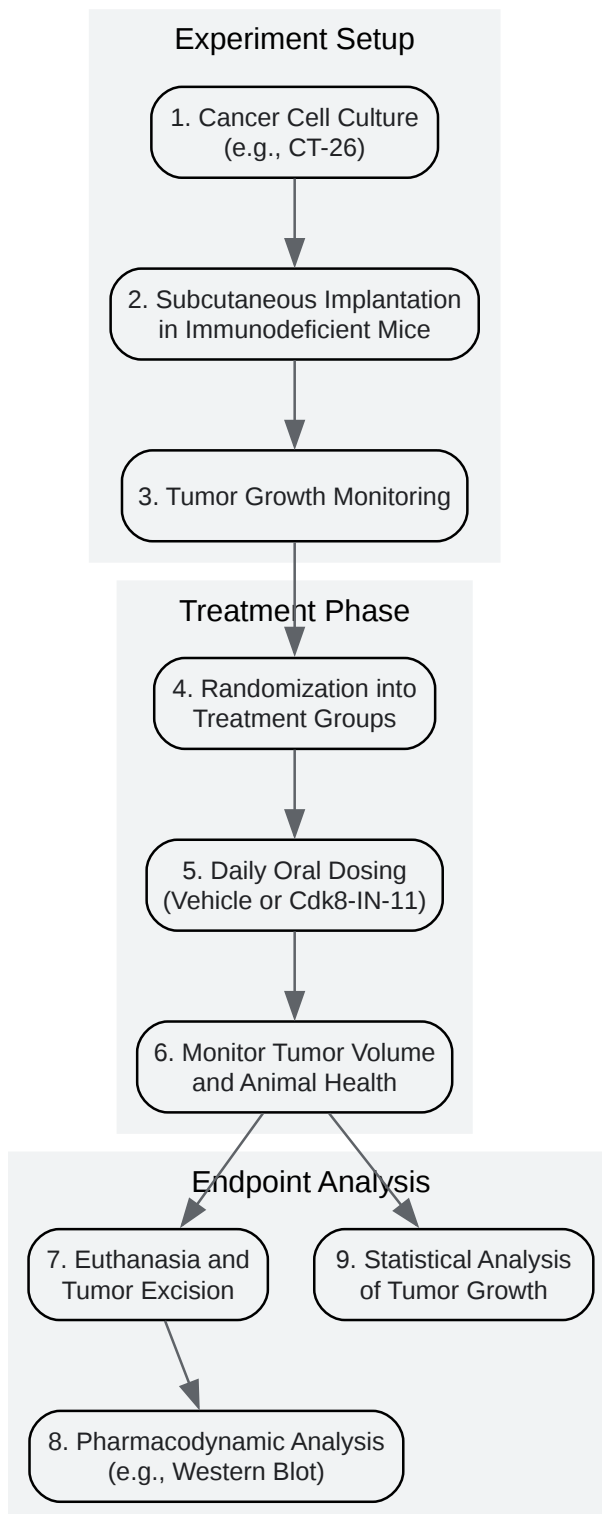 Experiment Setup
1. Cancer Cell Culture
(e.g., CT-26)
2. Subcutaneous Implantation
in Immunodeficient Mice
3. Tumor Growth Monitoring
Treatment Phase
4. Randomization into
Treatment Groups
5. Daily Oral Dosing
(Vehicle or Cdk8-IN-11)
6. Monitor Tumor Volume
and Animal Health
Endpoint Analysis
7. Euthanasia and
Tumor Excision
9. Statistical Analysis
of Tumor Growth
8. Pharmacodynamic Analysis
(e.g., Western Blot)